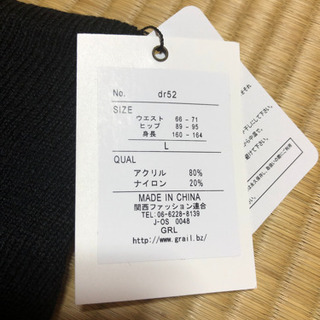 No. dr52
SIZE
ウエスト 66 - 71
ヒップ 89 - 95
身長 160 - 164
L
QUAL
アクリル 80%
ナイロン 20%
MADE IN CHINA
関西ファッション連合
TEL: 06-6228-8139
J-OS 0048
GRL
http://www.grail.bz/